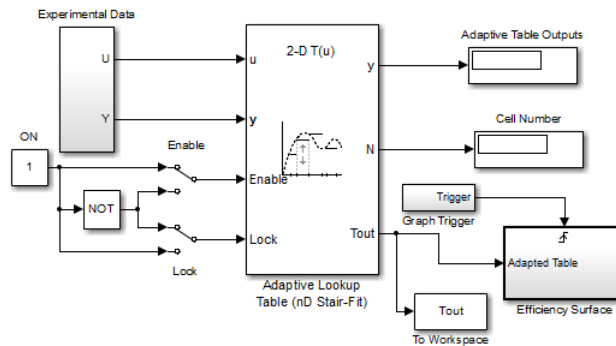 Experimental Data
U
Y
ON
1
NOT
Enable
Lock
u
y
Enable
Lock
2-D T(u)
y
N
Tout
Adaptive Lookup
Table (nD Stair-Fit)
Adaptive Table Outputs
Cell Number
Trigger
Graph Trigger
Adapted Table
Efficiency Surface
Tout
To Workspace